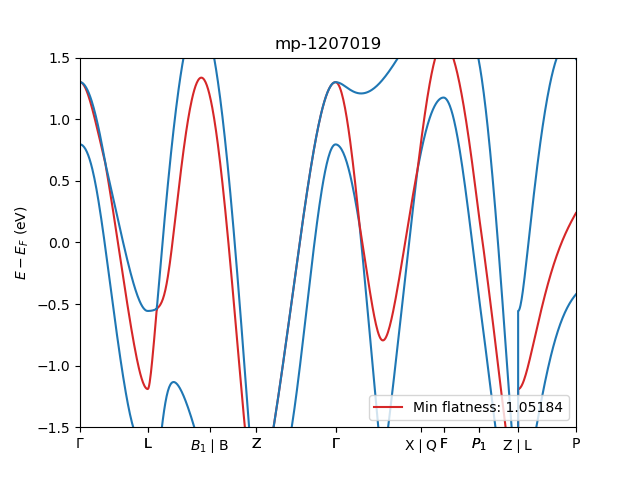 mp-1207019
E − E_F (eV)
1.5
1.0
0.5
0.0
−0.5
−1.0
−1.5
Min flatness: 1.05184
Γ L B₁ | B Z Γ X | Q F P₁ Z | L P